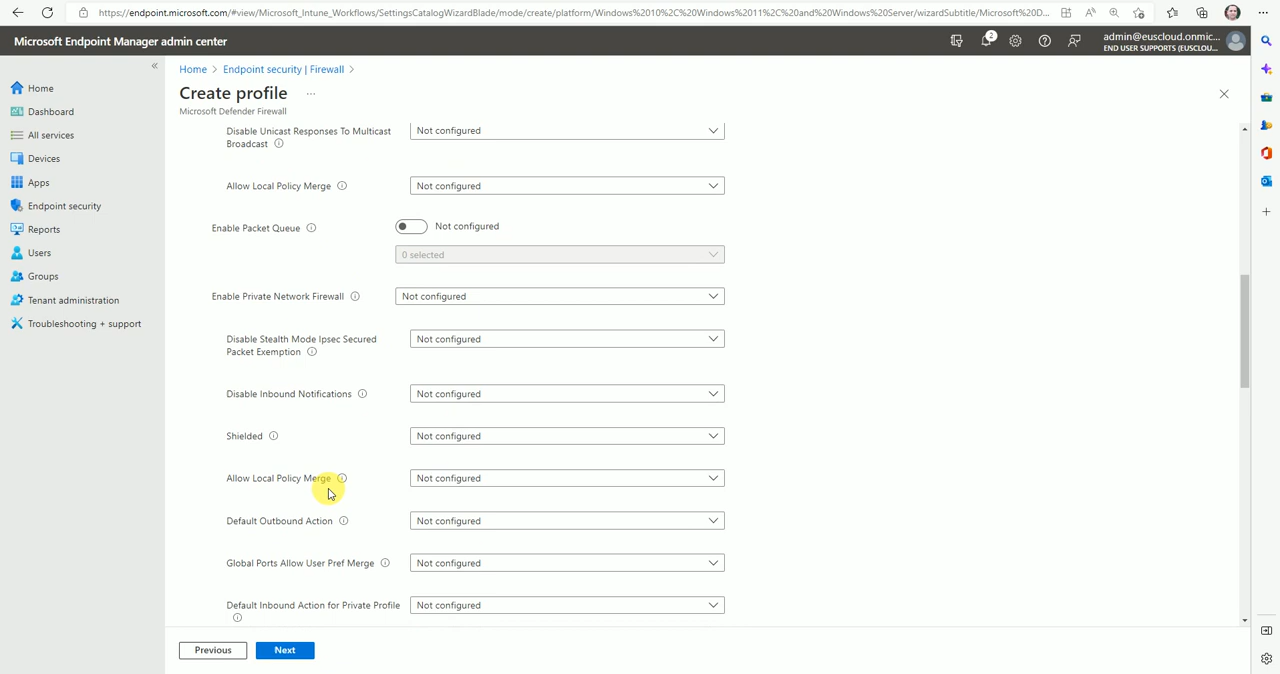 https://endpoint.microsoft.com/#view/Microsoft_Intune_Workflows/SettingsCatalogWizardBlade/mode/create/platform/Windows%2010%2C%20Windows%2011%2C%20and%20Windows%20Server/wizardSubtitle/Microsoft%20D...
Microsoft Endpoint Manager admin center
2
admin@euscloud.onmic...
END USER SUPPORTS (EUSCLOU...
Home > Endpoint security | Firewall >
Create profile ...
Microsoft Defender Firewall
Home
Dashboard
All services
Devices
Apps
Endpoint security
Reports
Users
Groups
Tenant administration
Troubleshooting + support
Disable Unicast Responses To Multicast Broadcast Not configured
Allow Local Policy Merge Not configured
Enable Packet Queue Not configured
0 selected
Enable Private Network Firewall Not configured
Disable Stealth Mode Ipsec Secured Packet Exemption Not configured
Disable Inbound Notifications Not configured
Shielded Not configured
Allow Local Policy Merge Not configured
Default Outbound Action Not configured
Global Ports Allow User Pref Merge Not configured
Default Inbound Action for Private Profile Not configured
Previous Next